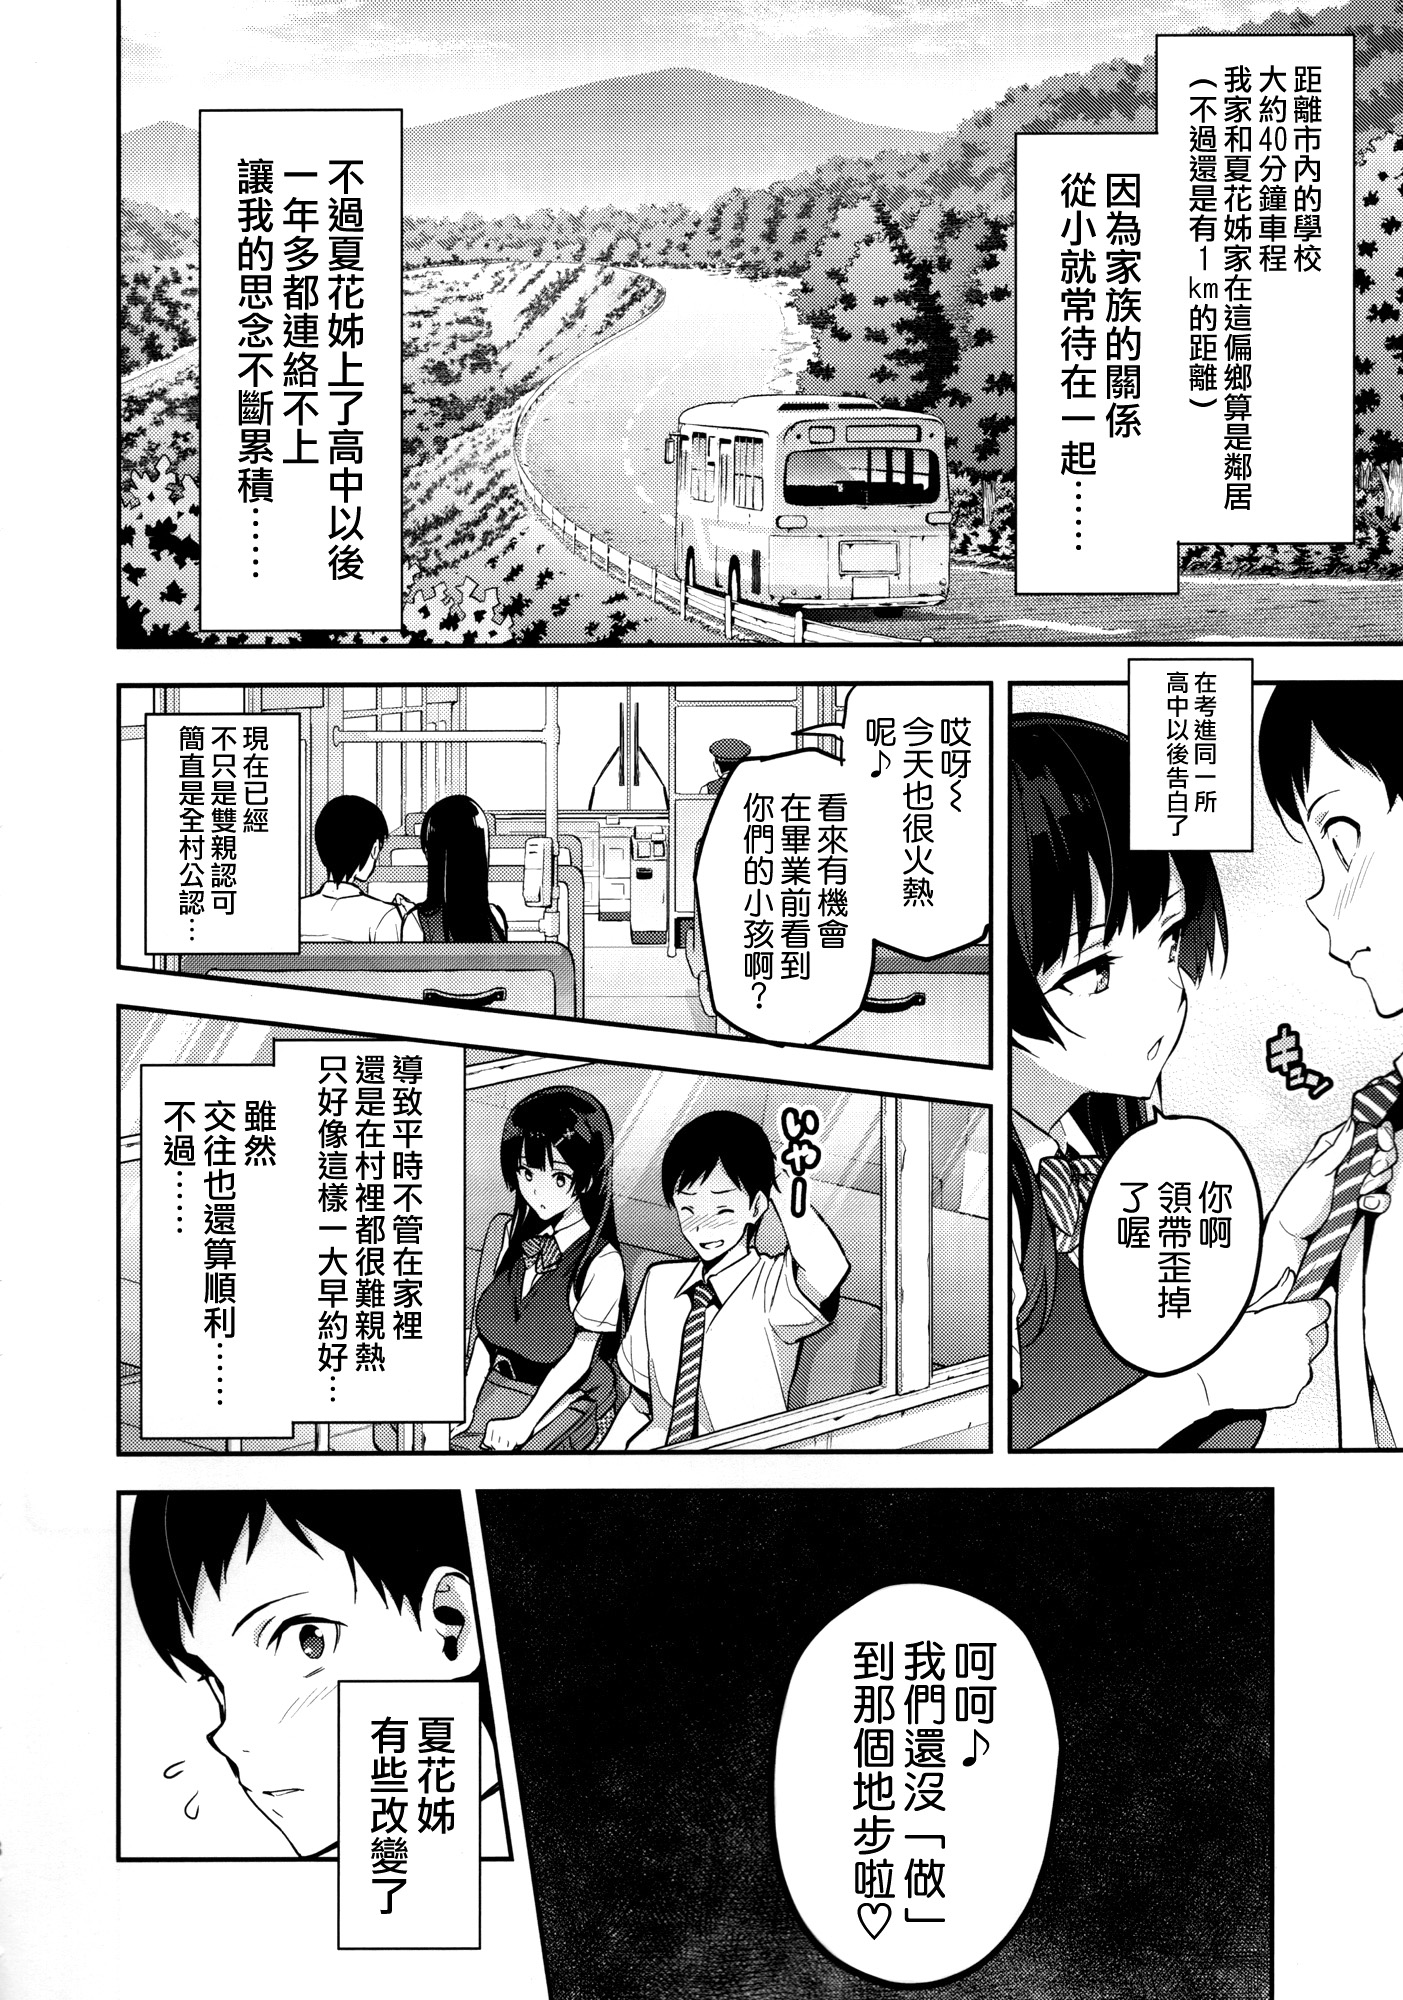 距離市內的學校
大約40分鐘車程
我家和夏花姊家在這偏鄉算是鄰居
（不過還是有1km的距離）
因為家族的關係
從小就常待在一起……
不過夏花姊上了高中以後
一年多都連絡不上
讓我的思念不斷累積……
在考進同一所
高中以後告白了
キュッ
你啊
領帶歪掉
了喔
哎呀~
今天也很火熱
呢♪
看來有機會
在畢業前看到
你們的小孩啊？
現在已經
不只是雙親認可
簡直是全村公認…
いやー
導致平時不管在家裡
還是在村裡都很難親熱
只好像這樣一大早約好…
雖然
交往也還算順利……
不過……
呵呵♪
我們還沒「做」
到那個地步啦♡
夏花姊
有些改變了